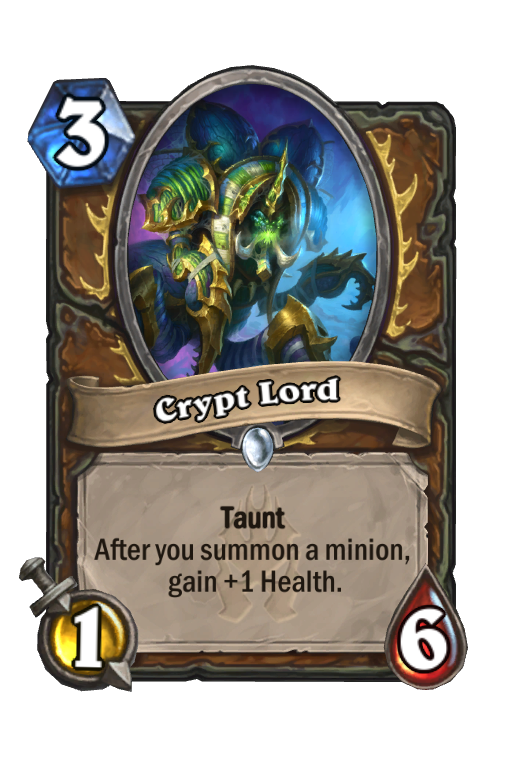 3
Crypt Lord
Taunt
After you summon a minion,
gain +1 Health.
1
6